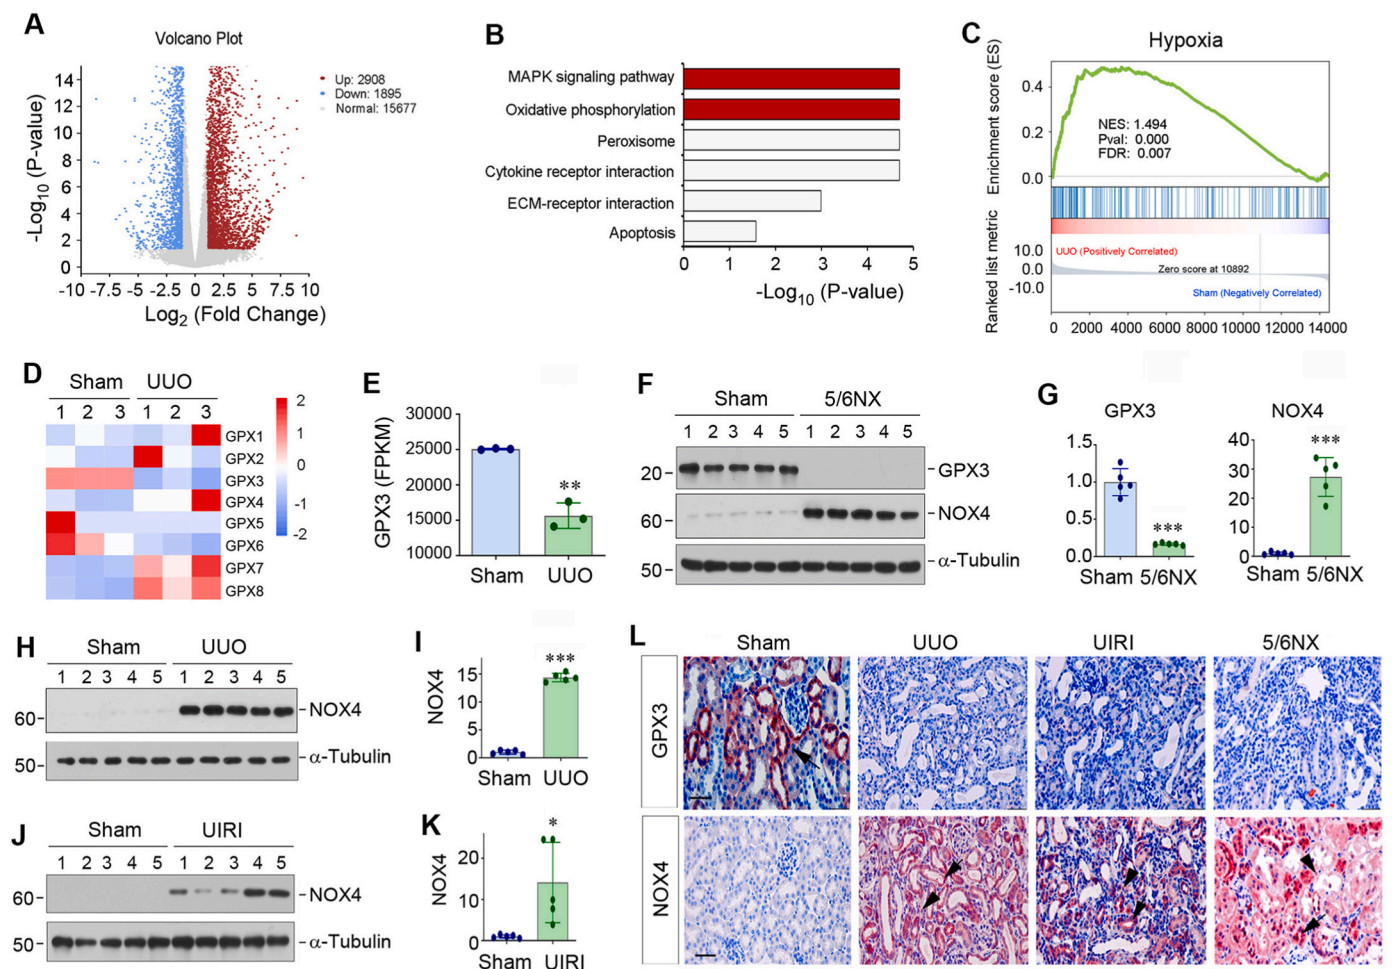 A
Volcano Plot
-Log10 (P-value)
14
12
10
8
6
4
2
0
-10 -7.5 -5 -2.5 0 2.5 5 7.5 10
Log2 (Fold Change)
Up: 2908
Down: 1895
Normal: 15677
B
MAPK signaling pathway
Oxidative phosphorylation
Peroxisome
Cytokine receptor interaction
ECM-receptor interaction
Apoptosis
0 1 2 3 4 5
-Log10 (P-value)
C
Hypoxia
Enrichment score (ES)
0.4
0.2
0.0
NES: 1.494
Pval: 0.000
FDR: 0.007
Ranked list metric
10.0
0.0
-10.0
UUO (Positively Correlated)
Zero score at 10892
Sham (Negatively Correlated)
0 2000 4000 6000 8000 10000 12000 14000
D
Sham UUO
1 2 3 1 2 3
GPX1
GPX2
GPX3
GPX4
GPX5
GPX6
GPX7
GPX8
2
1
0
-1
-2
E
GPX3 (FPKM)
30000
25000
20000
15000
10000
**
Sham UUO
F
Sham 5/6NX
1 2 3 4 5 1 2 3 4 5
20- -GPX3
60- -NOX4
50- -α-Tubulin
G
GPX3
1.5
1.0
0.5
0.0
***
Sham 5/6NX
NOX4
40
30
20
10
0
***
Sham 5/6NX
H
Sham UUO
1 2 3 4 5 1 2 3 4 5
60- -NOX4
50- -α-Tubulin
I
NOX4
15
10
5
0
***
Sham UUO
J
Sham UIRI
1 2 3 4 5 1 2 3 4 5
60- -NOX4
50- -α-Tubulin
K
NOX4
20
10
0
*
Sham UIRI
L
Sham UUO UIRI 5/6NX
GPX3
NOX4